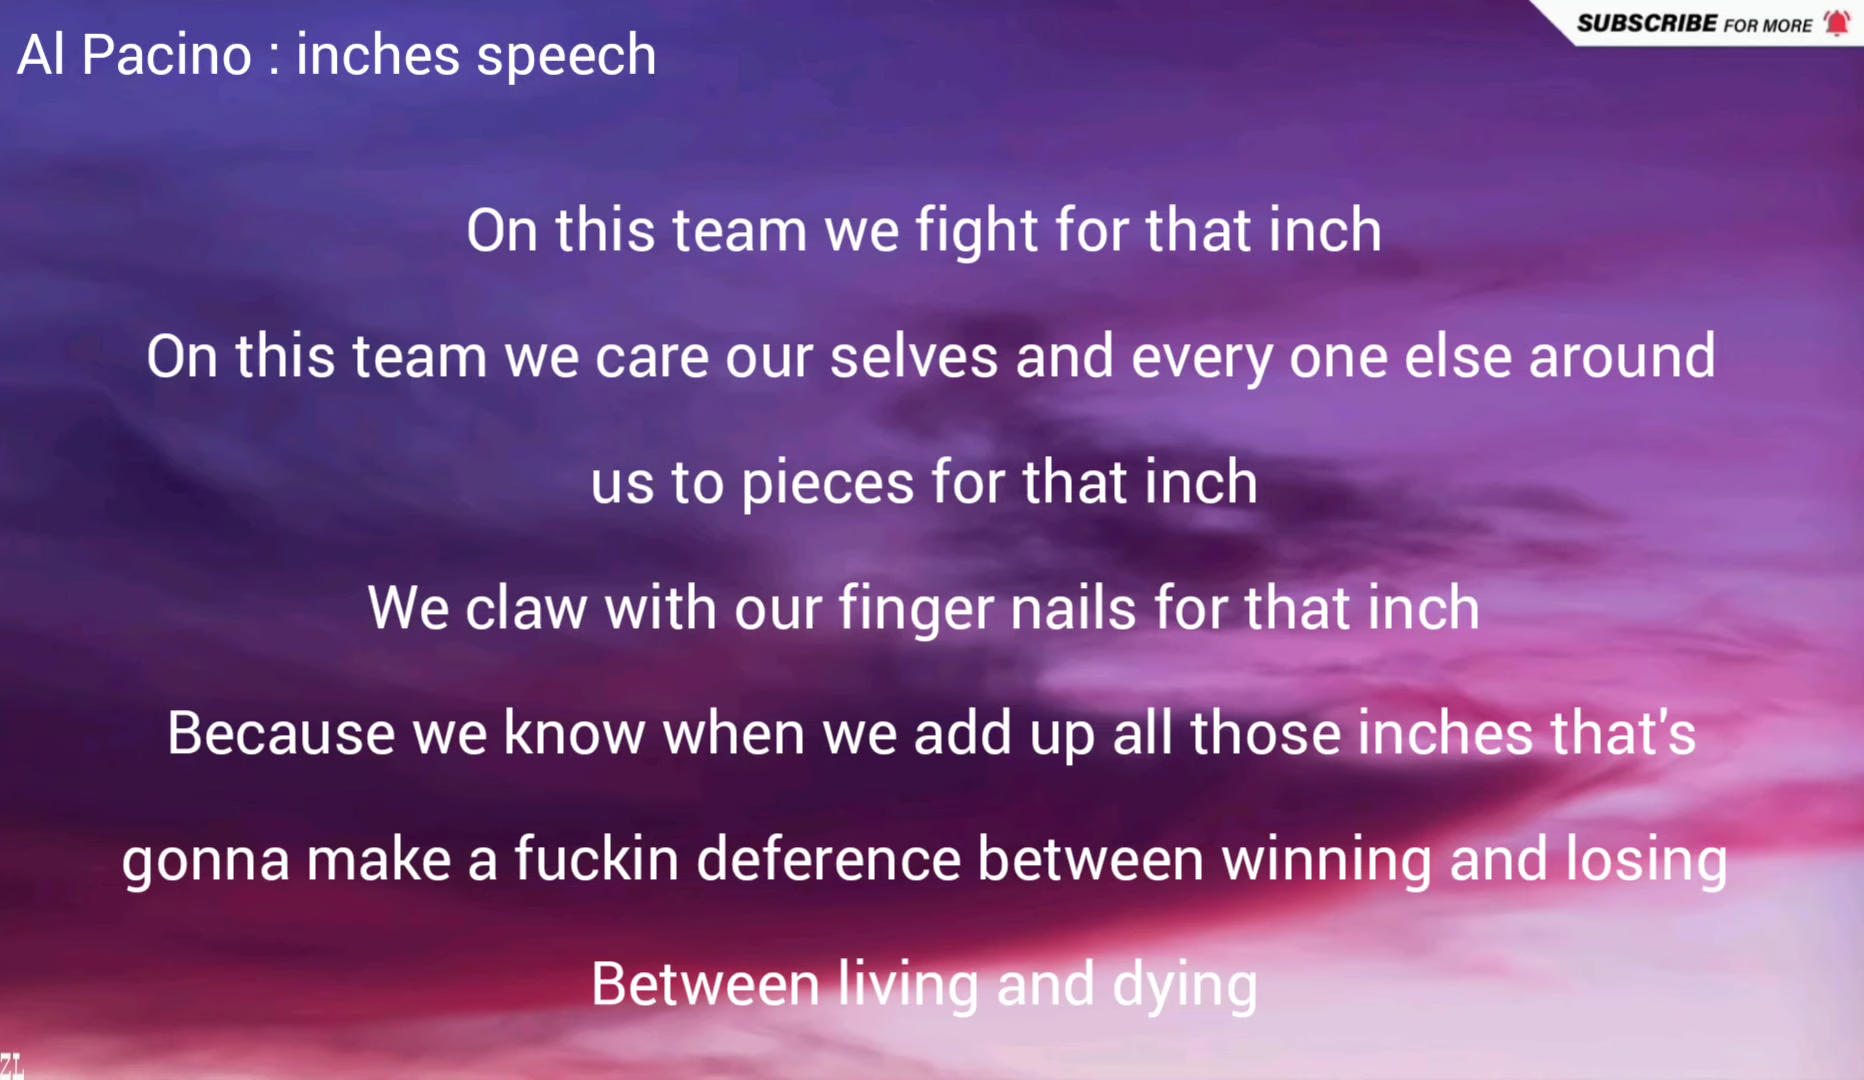 Al Pacino : inches speech
SUBSCRIBE FOR MORE
On this team we fight for that inch
On this team we care our selves and every one else around
us to pieces for that inch
We claw with our finger nails for that inch
Because we know when we add up all those inches that's
gonna make a fuckin deference between winning and losing
Between living and dying
ZL